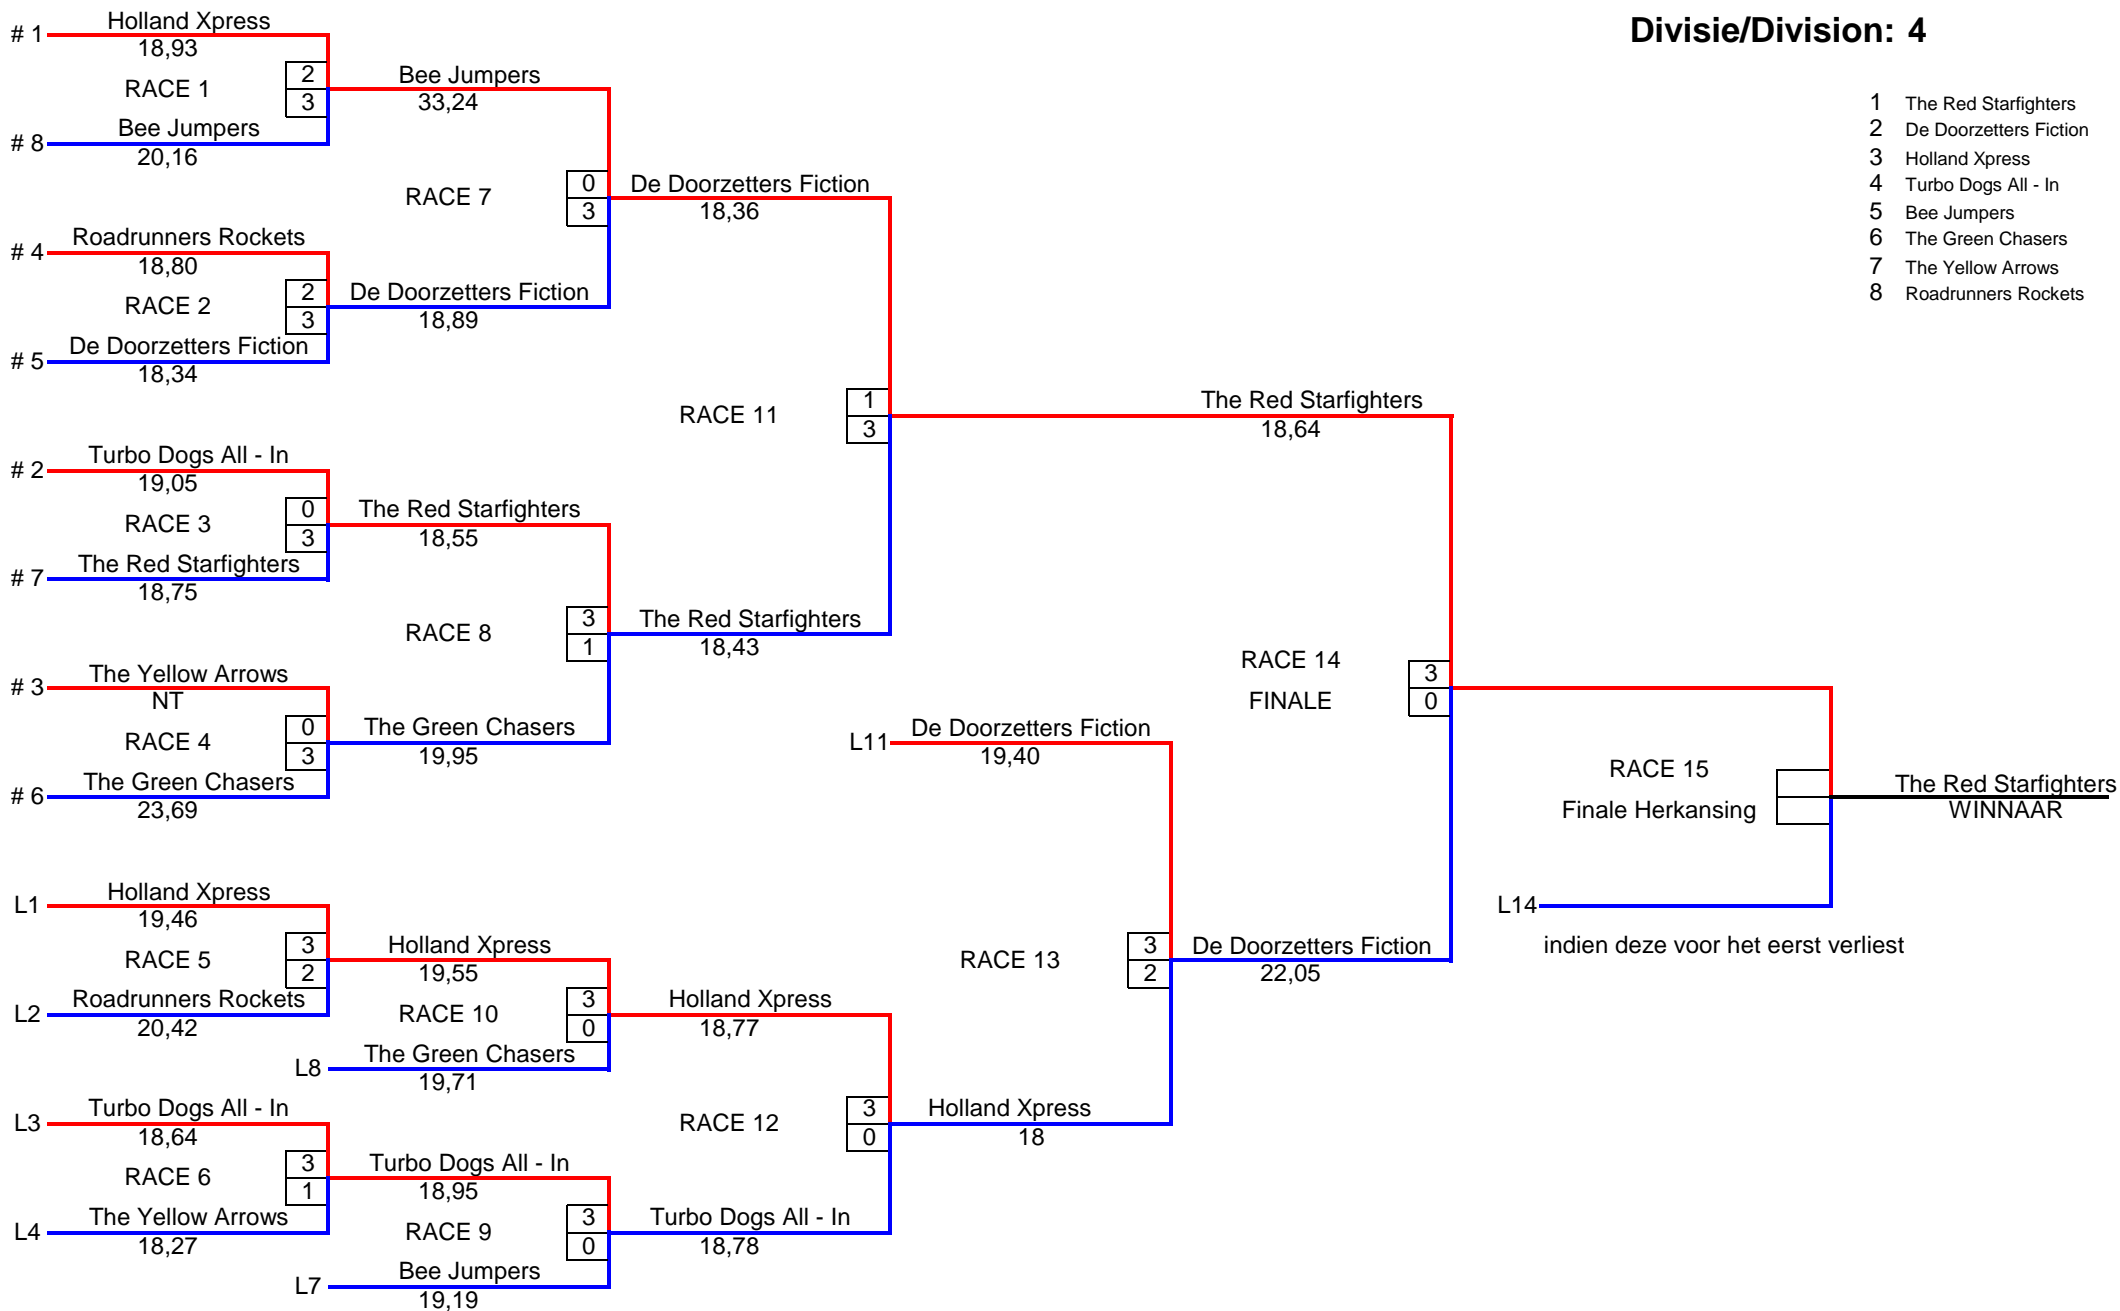 Divisie/Division: 4
1 The Red Starfighters
2 De Doorzetters Fiction
3 Holland Xpress
4 Turbo Dogs All - In
5 Bee Jumpers
6 The Green Chasers
7 The Yellow Arrows
8 Roadrunners Rockets
# 1 Holland Xpress
18,93
RACE 1
2
3
# 8 Bee Jumpers
20,16
# 4 Roadrunners Rockets
18,80
RACE 2
2
3
# 5 De Doorzetters Fiction
18,34
# 2 Turbo Dogs All - In
19,05
RACE 3
0
3
# 7 The Red Starfighters
18,75
# 3 The Yellow Arrows
NT
RACE 4
0
3
# 6 The Green Chasers
23,69
L1 Holland Xpress
19,46
RACE 5
3
2
L2 Roadrunners Rockets
20,42
L3 Turbo Dogs All - In
18,64
RACE 6
3
1
L4 The Yellow Arrows
18,27
Bee Jumpers
33,24
RACE 7
0
3
De Doorzetters Fiction
18,89
The Red Starfighters
18,55
RACE 8
3
1
The Green Chasers
19,95
Holland Xpress
19,55
RACE 10
3
0
L8 The Green Chasers
19,71
Turbo Dogs All - In
18,95
RACE 9
3
0
L7 Bee Jumpers
19,19
De Doorzetters Fiction
18,36
RACE 11
1
3
The Red Starfighters
18,43
Holland Xpress
18,77
RACE 12
3
0
Turbo Dogs All - In
18,78
L11 De Doorzetters Fiction
19,40
RACE 13
3
2
Holland Xpress
18
The Red Starfighters
18,64
RACE 14
FINALE
3
0
De Doorzetters Fiction
22,05
RACE 15
Finale Herkansing
The Red Starfighters
WINNAAR
L14
indien deze voor het eerst verliest